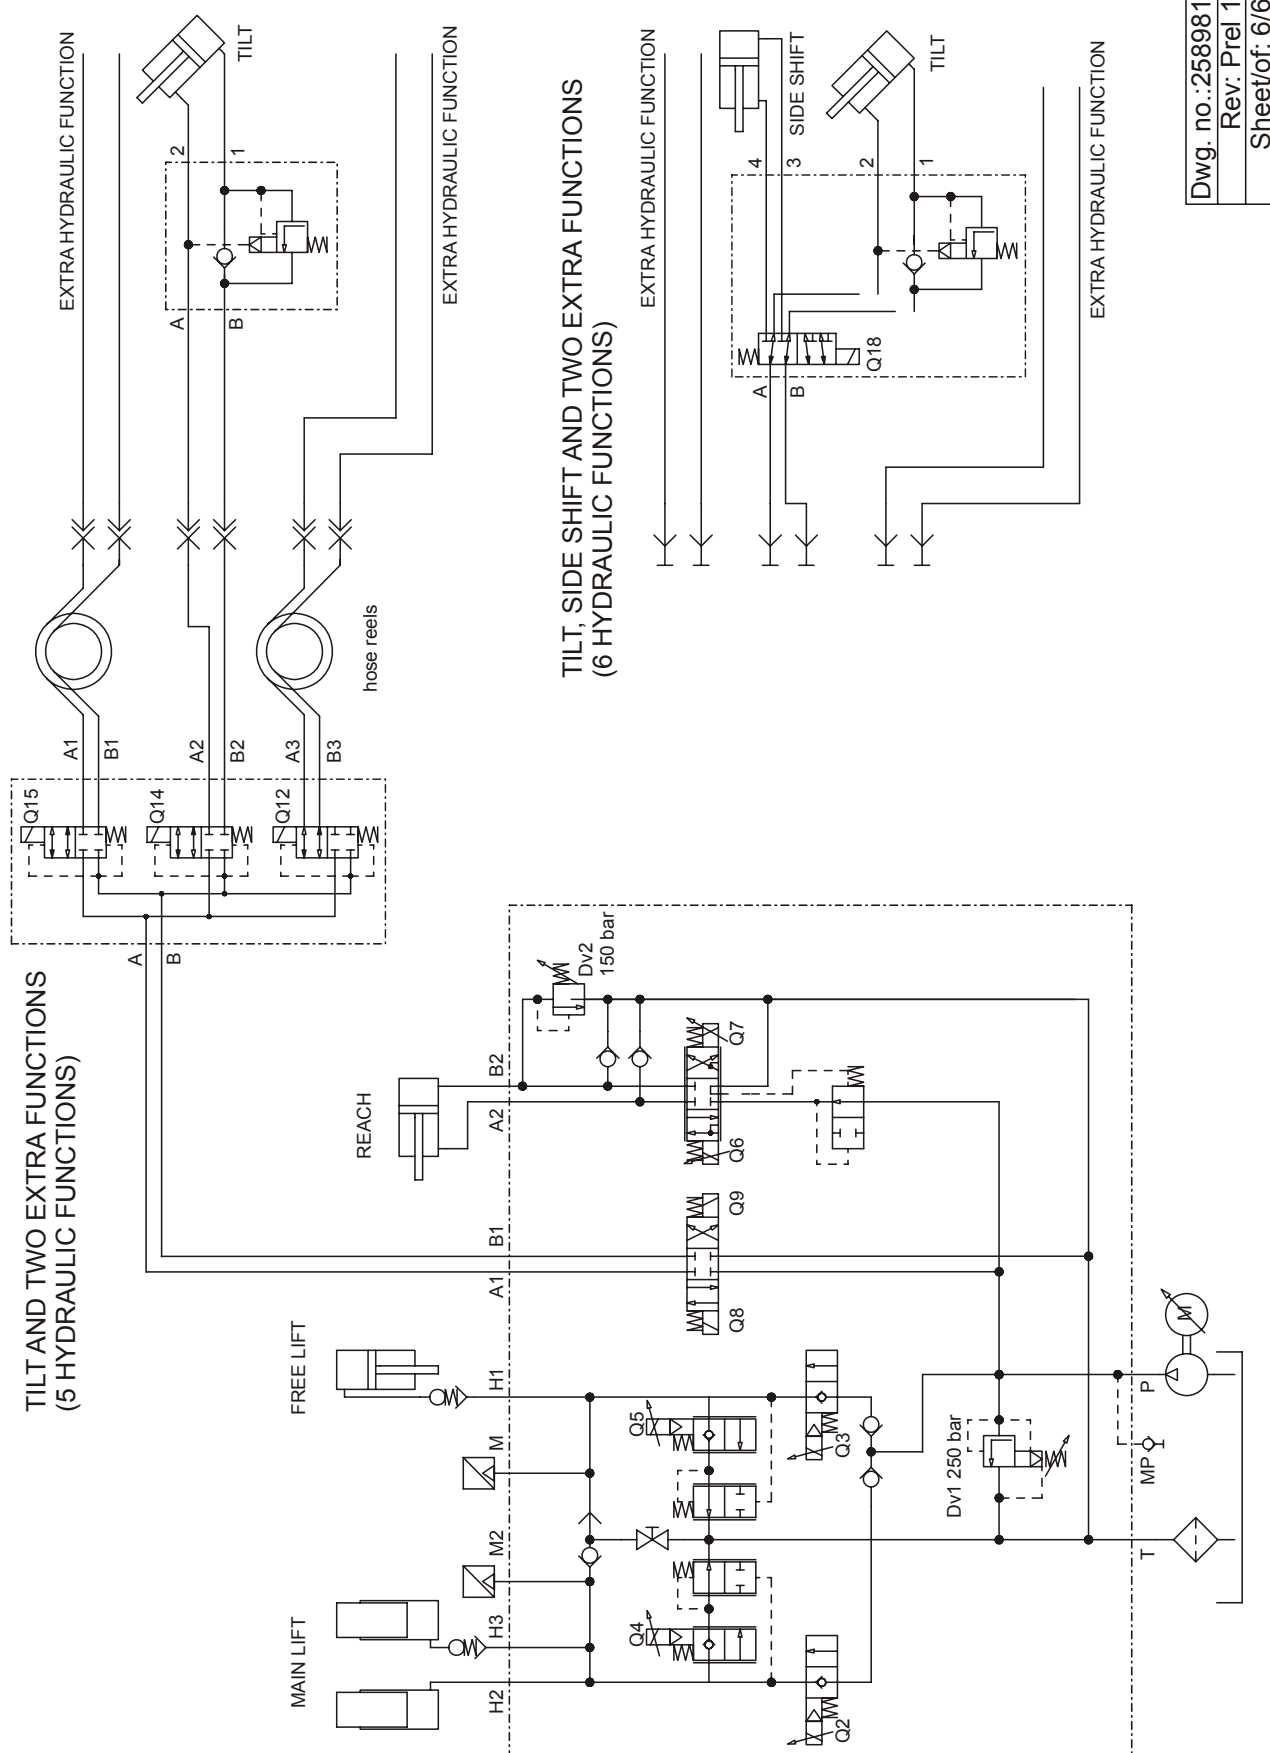 TILT AND TWO EXTRA FUNCTIONS
(5 HYDRAULIC FUNCTIONS)
EXTRA HYDRAULIC FUNCTION
TILT
EXTRA HYDRAULIC FUNCTION
2
1
A
B
hose reels
A1
B1
A2
B2
A3
B3
Q15
Q14
Q12
A
B
TILT, SIDE SHIFT AND TWO EXTRA FUNCTIONS
(6 HYDRAULIC FUNCTIONS)
EXTRA HYDRAULIC FUNCTION
SIDE SHIFT
TILT
EXTRA HYDRAULIC FUNCTION
4
3
2
1
Q18
A
B
MAIN LIFT
FREE LIFT
REACH
H2
H3
M2
M
H1
A1
B1
A2
B2
Dv2
150 bar
Q4
Q5
Q8
Q9
Q6
Q7
Q2
Q3
Dv1 250 bar
T
MP
P
M
Dwg. no.:258981
Rev: Prel 1
Sheet/of: 6/6